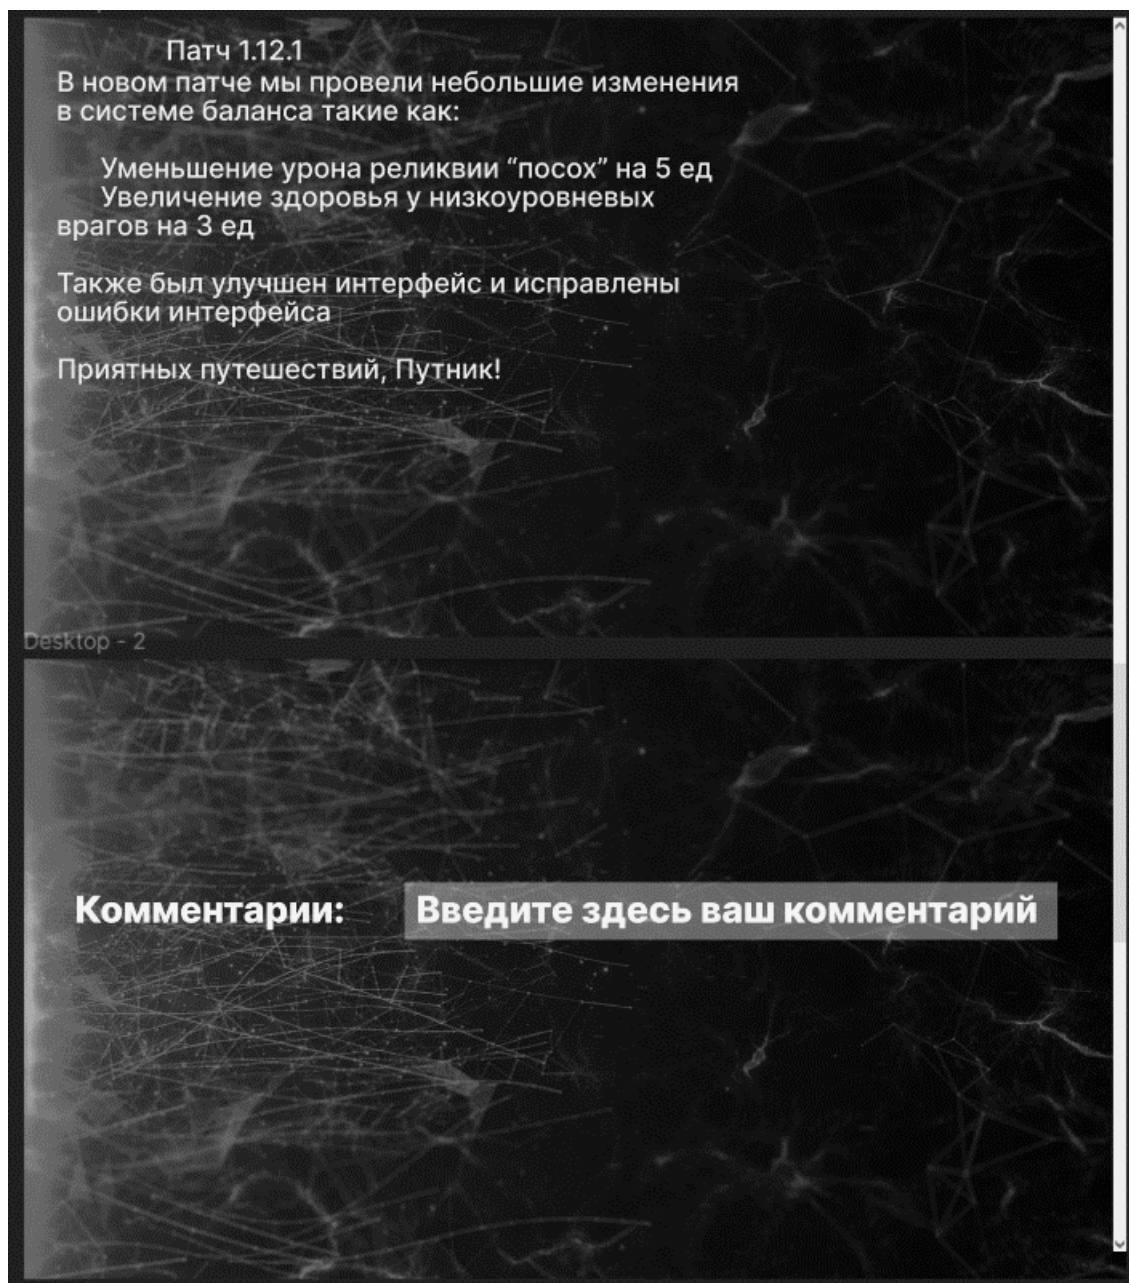 Патч 1.12.1
В новом патче мы провели небольшие изменения
в системе баланса такие как:
Уменьшение урона реликвии “посох” на 5 ед
Увеличение здоровья у низкоуровневых
врагов на 3 ед
Также был улучшен интерфейс и исправлены
ошибки интерфейса
Приятных путешествий, Путник!
Desktop - 2
Комментарии: Введите здесь ваш комментарий